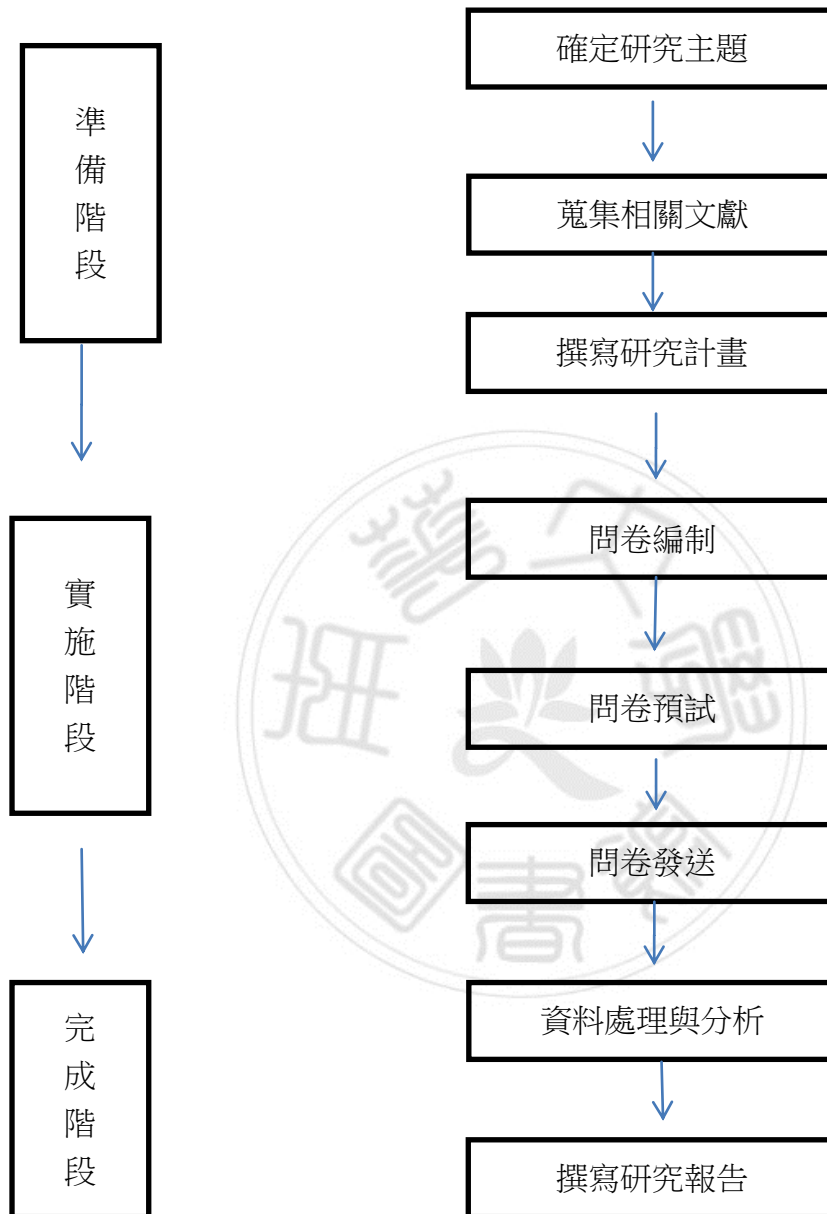 準備階段
確定研究主題
蒐集相關文獻
撰寫研究計畫
實施階段
問卷編制
問卷預試
問卷發送
完成階段
資料處理與分析
撰寫研究報告